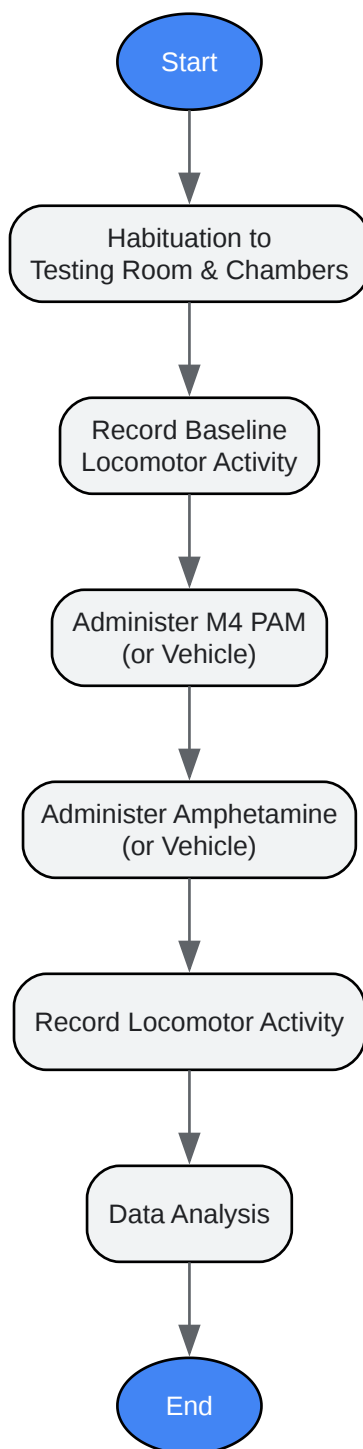 Start
Habituation to
Testing Room & Chambers
Record Baseline
Locomotor Activity
Administer M4 PAM
(or Vehicle)
Administer Amphetamine
(or Vehicle)
Record Locomotor Activity
Data Analysis
End